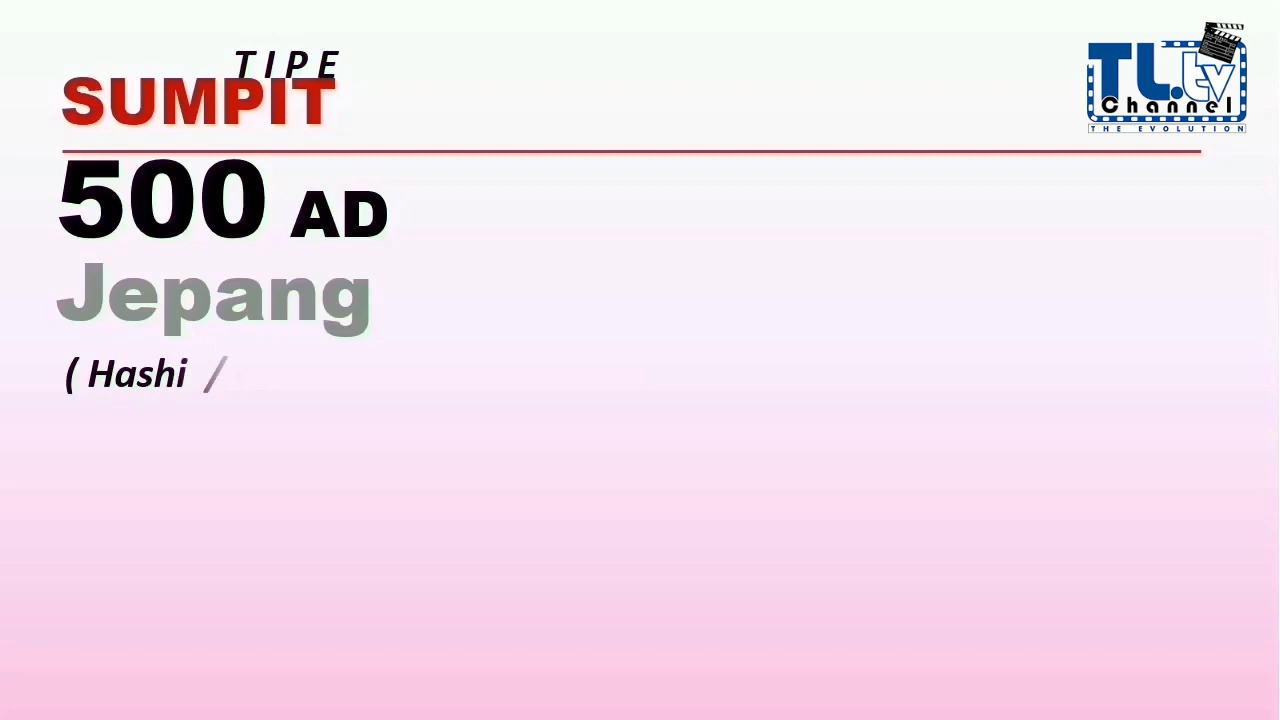 TIPE
SUMPIT
500 AD
Jepang
( Hashi /
TL.tv
Channel
THE EVOLUTION